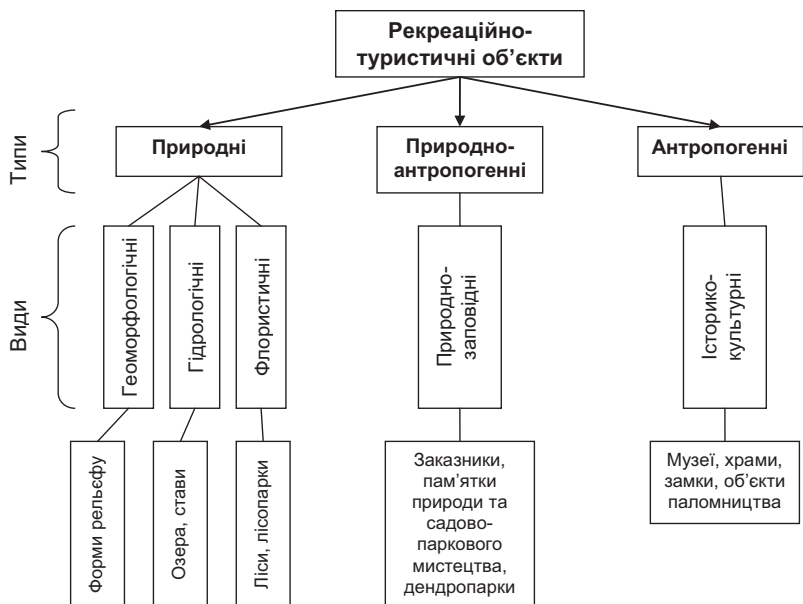 Рекреаційно-
туристичні об’єкти
Типи
Природні
Природно-
антропогенні
Антропогенні
Види
Геоморфологічні
Гідрологічні
Флористичні
Природно-
заповідні
Історико-
культурні
Форми рельєфу
Озера, стави
Ліси, лісопарки
Заказники,
пам’ятки
природи та
садово-
паркового
мистецтва,
дендропарки
Музеї, храми,
замки, об’єкти
паломництва